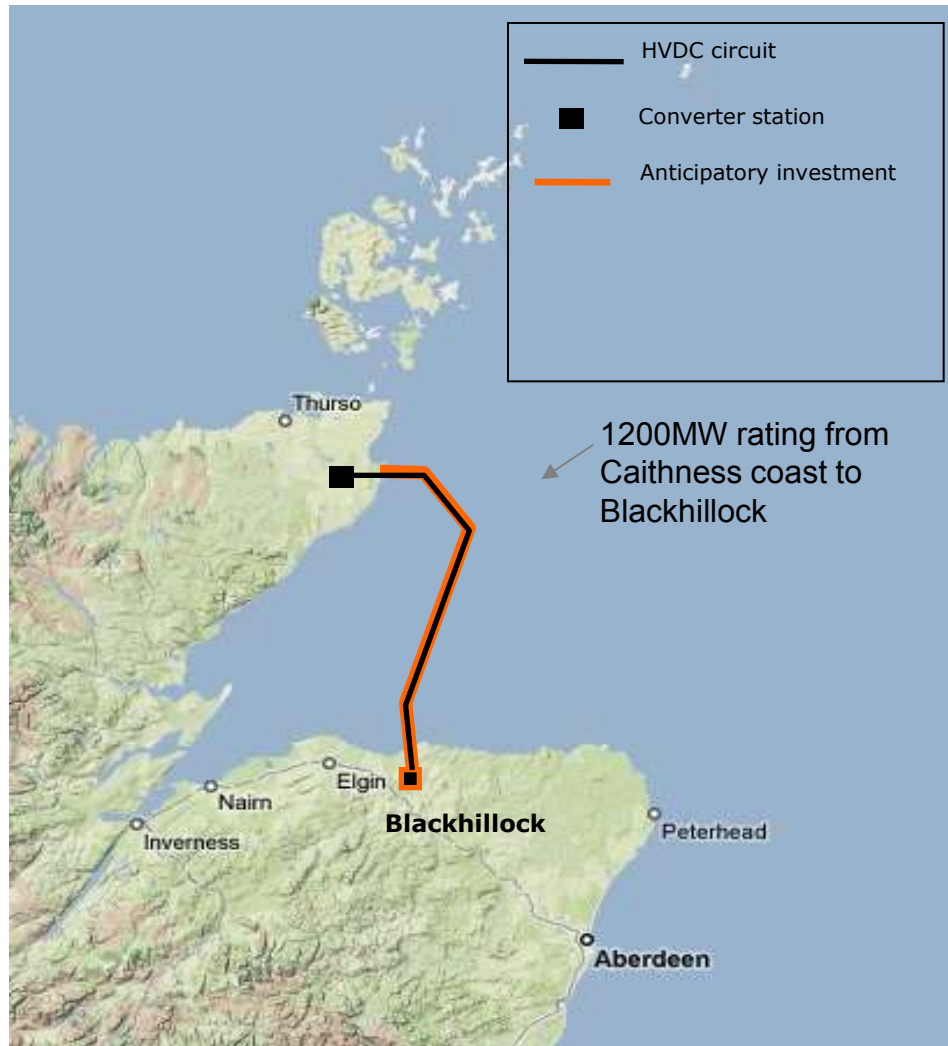 HVDC circuit
Converter station
Anticipatory investment
Thurso
1200MW rating from
Caithness coast to
Blackhillock
Elgin
Nairn
Blackhillock
Inverness
Peterhead
Aberdeen